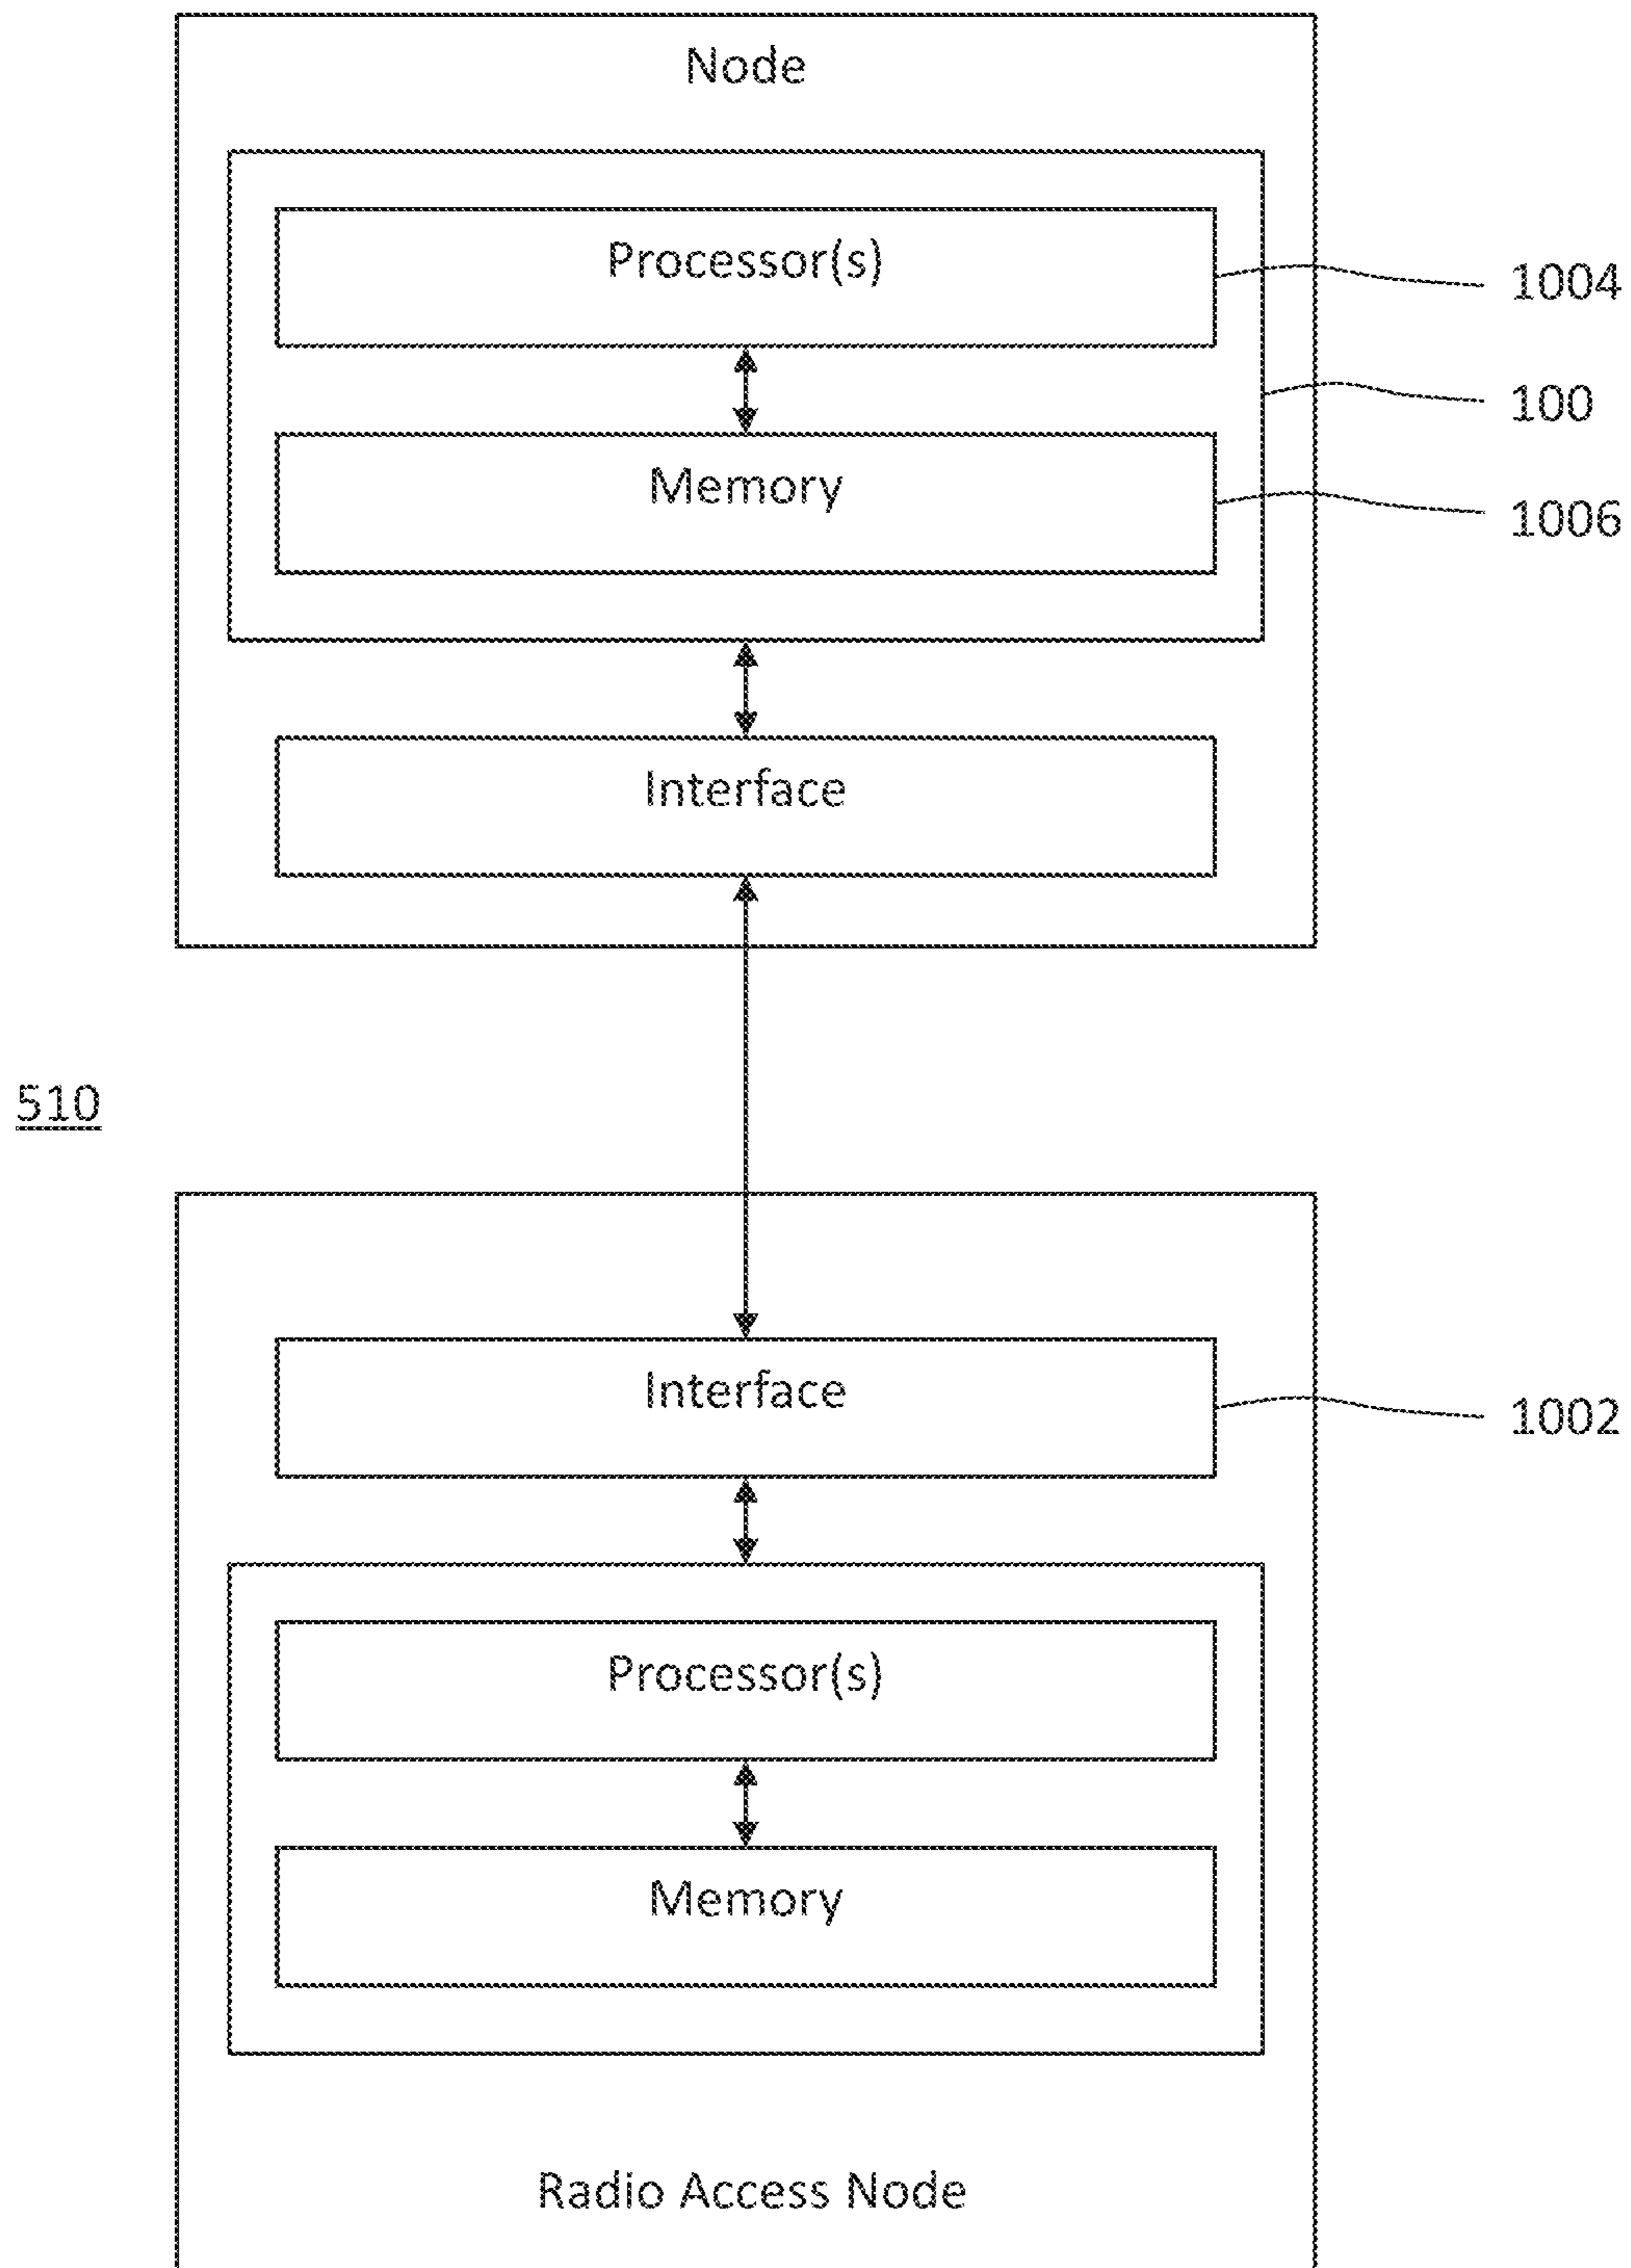 Node
Processor(s)
1004
100
Memory
1006
Interface
510
Interface
1002
Processor(s)
Memory
Radio Access Node